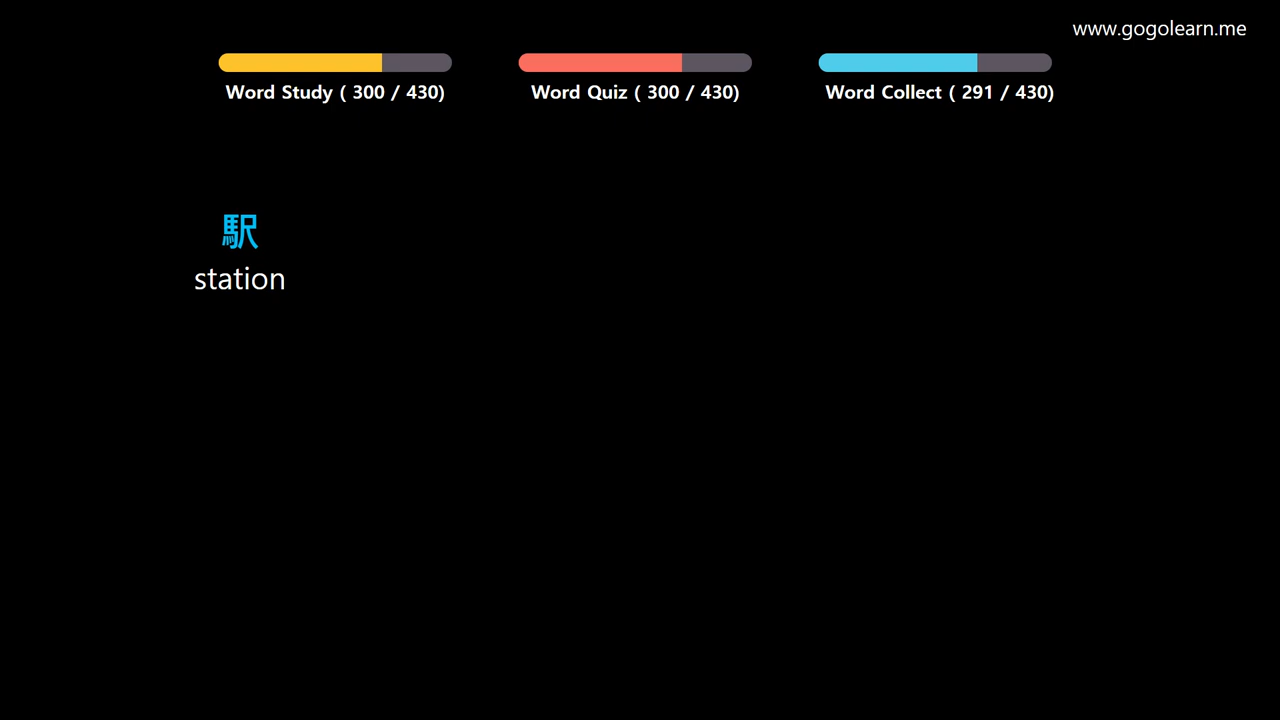 www.gogolearn.me
Word Study ( 300 / 430)
Word Quiz ( 300 / 430)
Word Collect ( 291 / 430)
駅
station